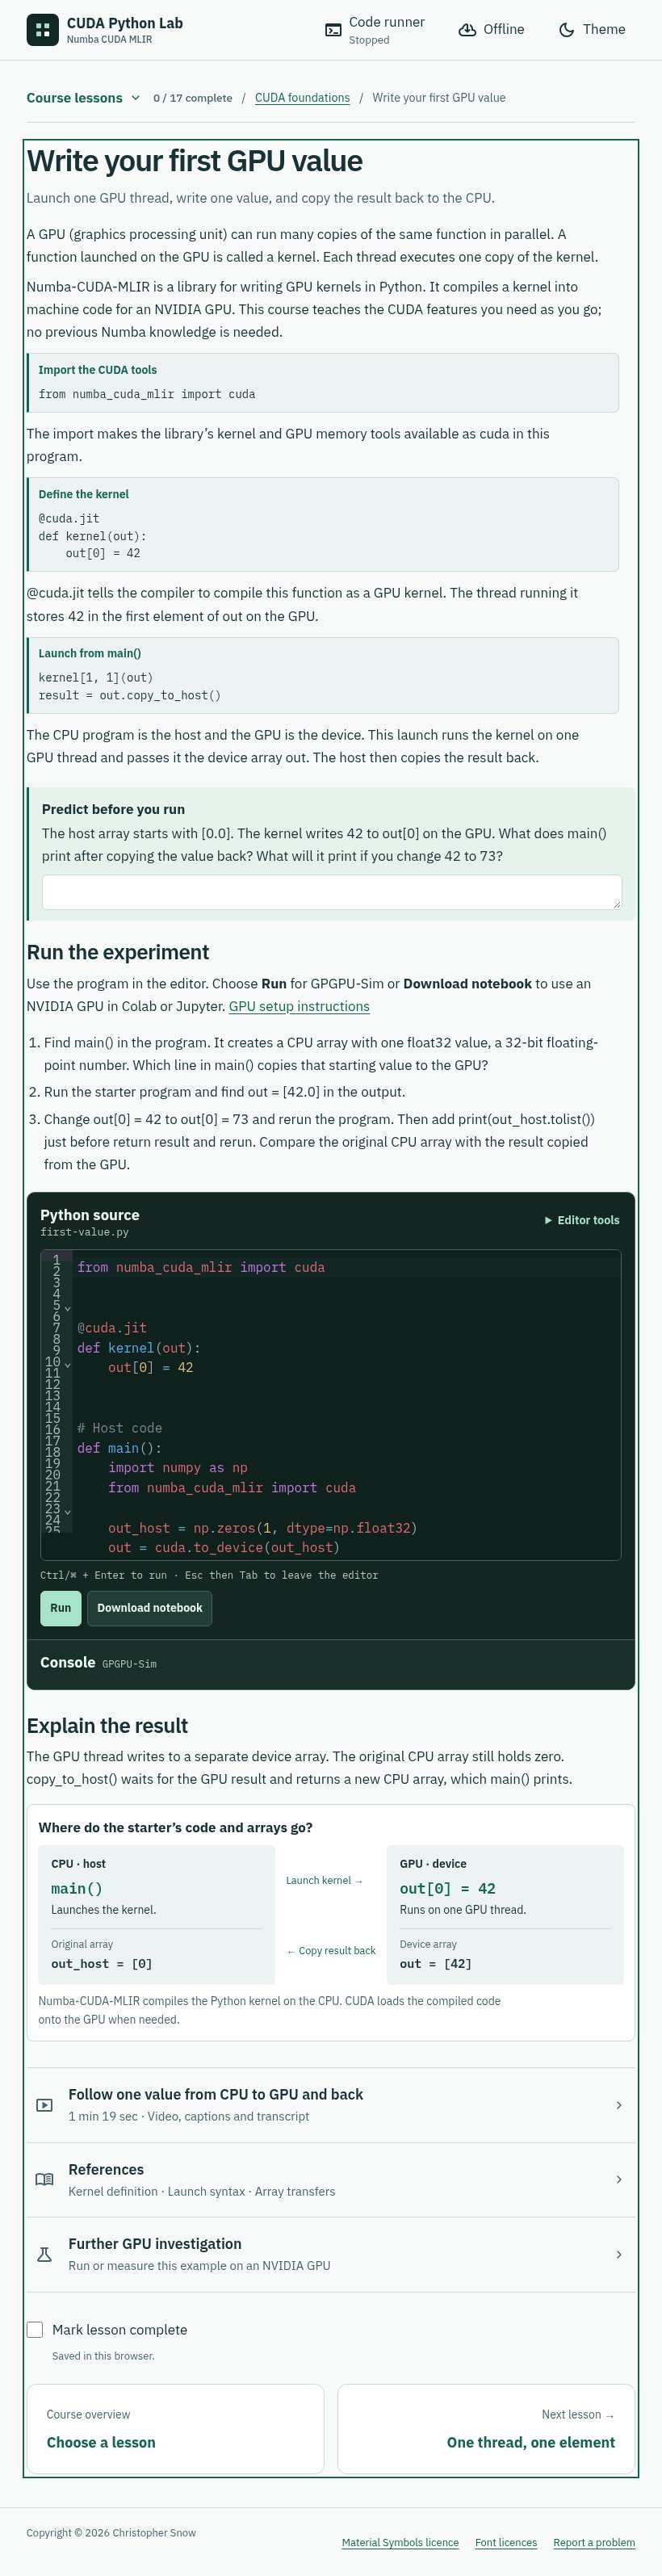 CUDA Python Lab
Numba CUDA MLIR
Code runner
Stopped
Offline
Theme
Course lessons
0 / 17 complete / CUDA foundations / Write your first GPU value
Write your first GPU value
Launch one GPU thread, write one value, and copy the result back to the CPU.
A GPU (graphics processing unit) can run many copies of the same function in parallel. A
function launched on the GPU is called a kernel. Each thread executes one copy of the kernel.
Numba-CUDA-MLIR is a library for writing GPU kernels in Python. It compiles a kernel into
machine code for an NVIDIA GPU. This course teaches the CUDA features you need as you go;
no previous Numba knowledge is needed.
Import the CUDA tools
from numba_cuda_mlir import cuda
The import makes the library’s kernel and GPU memory tools available as cuda in this
program.
Define the kernel
@cuda.jit
def kernel(out):
    out[0] = 42
@cuda.jit tells the compiler to compile this function as a GPU kernel. The thread running it
stores 42 in the first element of out on the GPU.
Launch from main()
kernel[1, 1](out)
result = out.copy_to_host()
The CPU program is the host and the GPU is the device. This launch runs the kernel on one
GPU thread and passes it the device array out. The host then copies the result back.
Predict before you run
The host array starts with [0.0]. The kernel writes 42 to out[0] on the GPU. What does main()
print after copying the value back? What will it print if you change 42 to 73?
Run the experiment
Use the program in the editor. Choose Run for GPGPU-Sim or Download notebook to use an
NVIDIA GPU in Colab or Jupyter. GPU setup instructions
1. Find main() in the program. It creates a CPU array with one float32 value, a 32-bit floating-
point number. Which line in main() copies that starting value to the GPU?
2. Run the starter program and find out = [42.0] in the output.
3. Change out[0] = 42 to out[0] = 73 and rerun the program. Then add print(out_host.tolist())
just before return result and rerun. Compare the original CPU array with the result copied
from the GPU.
Python source
first-value.py
▶ Editor tools
1
2
3
4
5
6
7
8
9
10
11
12
13
14
15
16
17
18
19
20
21
22
23
24
25
from numba_cuda_mlir import cuda
@cuda.jit
def kernel(out):
    out[0] = 42
# Host code
def main():
    import numpy as np
    from numba_cuda_mlir import cuda
    out_host = np.zeros(1, dtype=np.float32)
    out = cuda.to_device(out_host)
Ctrl/⌘ + Enter to run · Esc then Tab to leave the editor
Run
Download notebook
Console GPGPU-Sim
Explain the result
The GPU thread writes to a separate device array. The original CPU array still holds zero.
copy_to_host() waits for the GPU result and returns a new CPU array, which main() prints.
Where do the starter’s code and arrays go?
CPU · host
main()
Launches the kernel.
Original array
out_host = [0]
Launch kernel →
← Copy result back
GPU · device
out[0] = 42
Runs on one GPU thread.
Device array
out = [42]
Numba-CUDA-MLIR compiles the Python kernel on the CPU. CUDA loads the compiled code
onto the GPU when needed.
Follow one value from CPU to GPU and back
1 min 19 sec · Video, captions and transcript
References
Kernel definition · Launch syntax · Array transfers
Further GPU investigation
Run or measure this example on an NVIDIA GPU
Mark lesson complete
Saved in this browser.
Course overview
Choose a lesson
Next lesson →
One thread, one element
Copyright © 2026 Christopher Snow
Material Symbols licence
Font licences
Report a problem